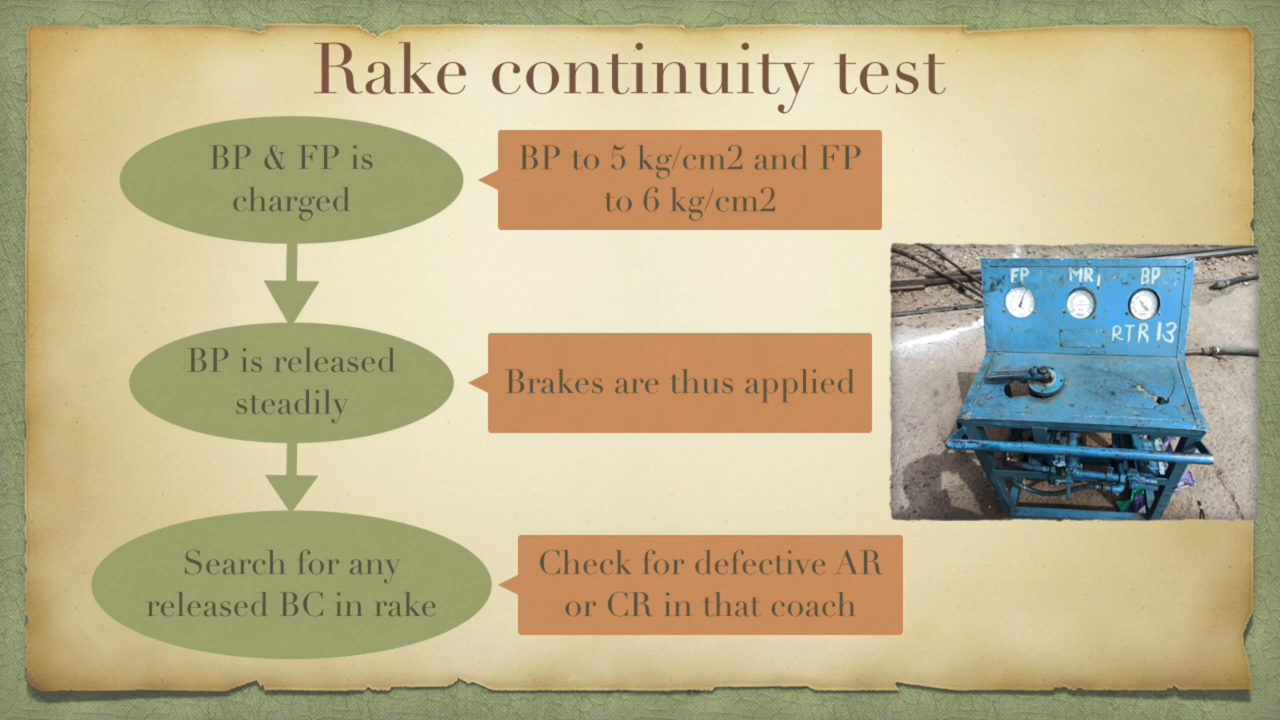 Rake continuity test
BP & FP is
charged
BP to 5 kg/cm2 and FP
to 6 kg/cm2
BP is released
steadily
Brakes are thus applied
Search for any
released BC in rake
Check for defective AR
or CR in that coach
FP MR1 BP
RTR 13